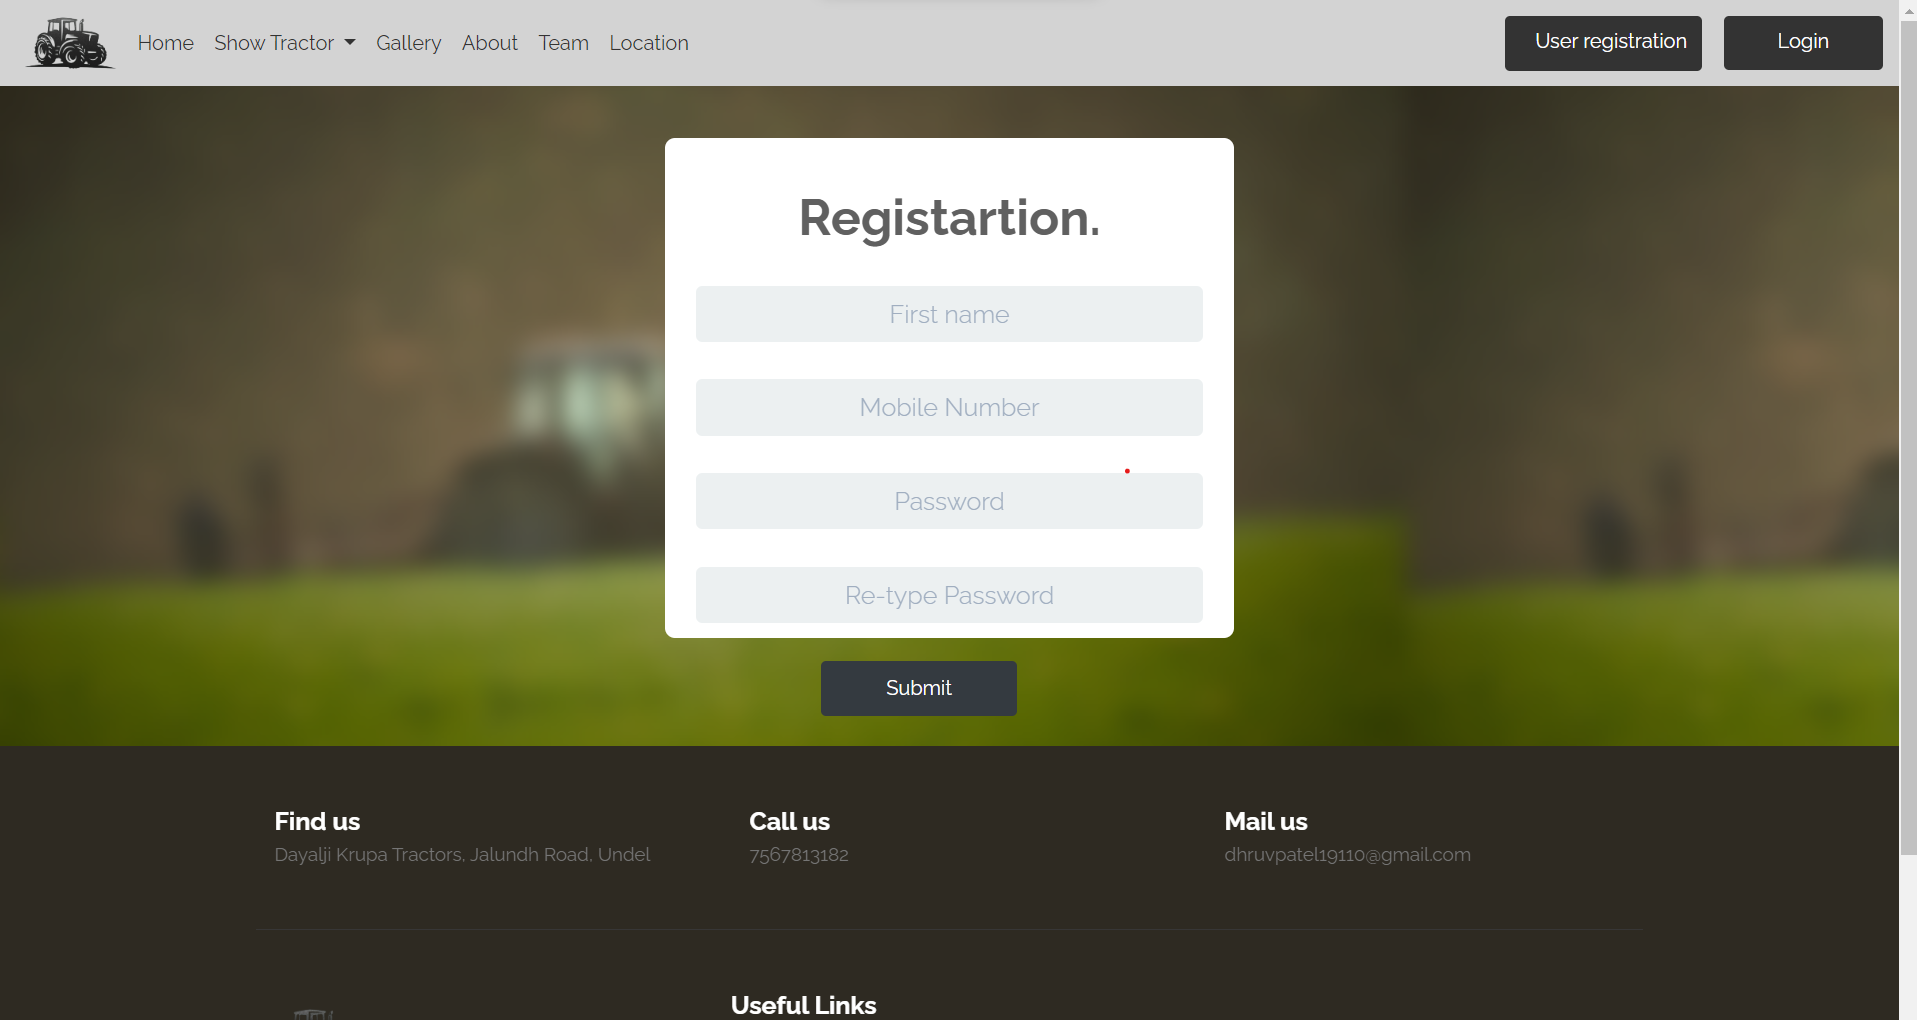 Home Show Tractor Gallery About Team Location User registration Login
Registartion.
First name
Mobile Number
Password
Re-type Password
Submit
Find us
Dayalji Krupa Tractors, Jalundh Road, Undel
Call us
7567813182
Mail us
dhruvpatel19110@gmail.com
Useful Links